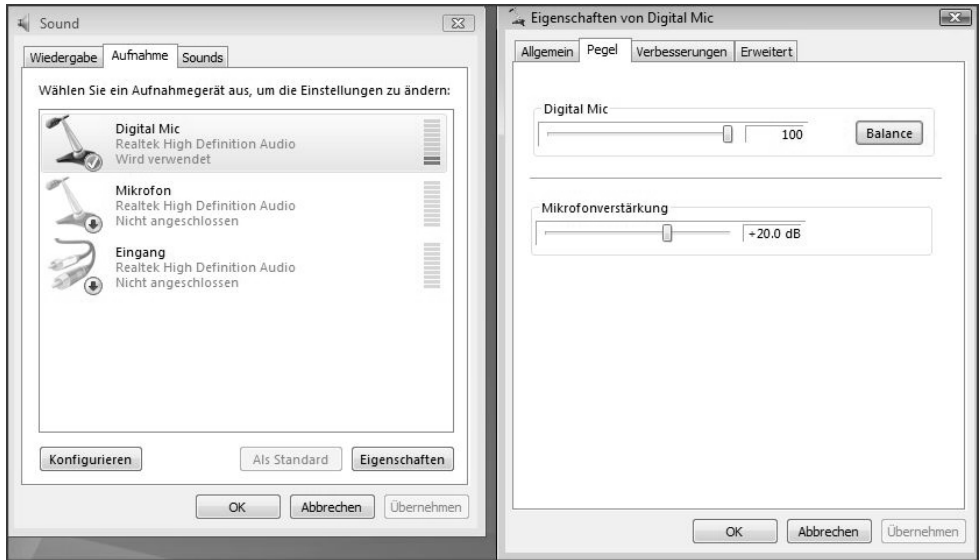 Sound
Wiedergabe Aufnahme Sounds
Wählen Sie ein Aufnahmegerät aus, um die Einstellungen zu ändern:
Digital Mic
Realtek High Definition Audio
Wird verwendet
Mikrofon
Realtek High Definition Audio
Nicht angeschlossen
Eingang
Realtek High Definition Audio
Nicht angeschlossen
Konfigurieren Als Standard Eigenschaften
OK Abbrechen Übernehmen
Eigenschaften von Digital Mic
Allgemein Pegel Verbesserungen Erweitert
Digital Mic
100 Balance
Mikrofonverstärkung
+20.0 dB
OK Abbrechen Übernehmen